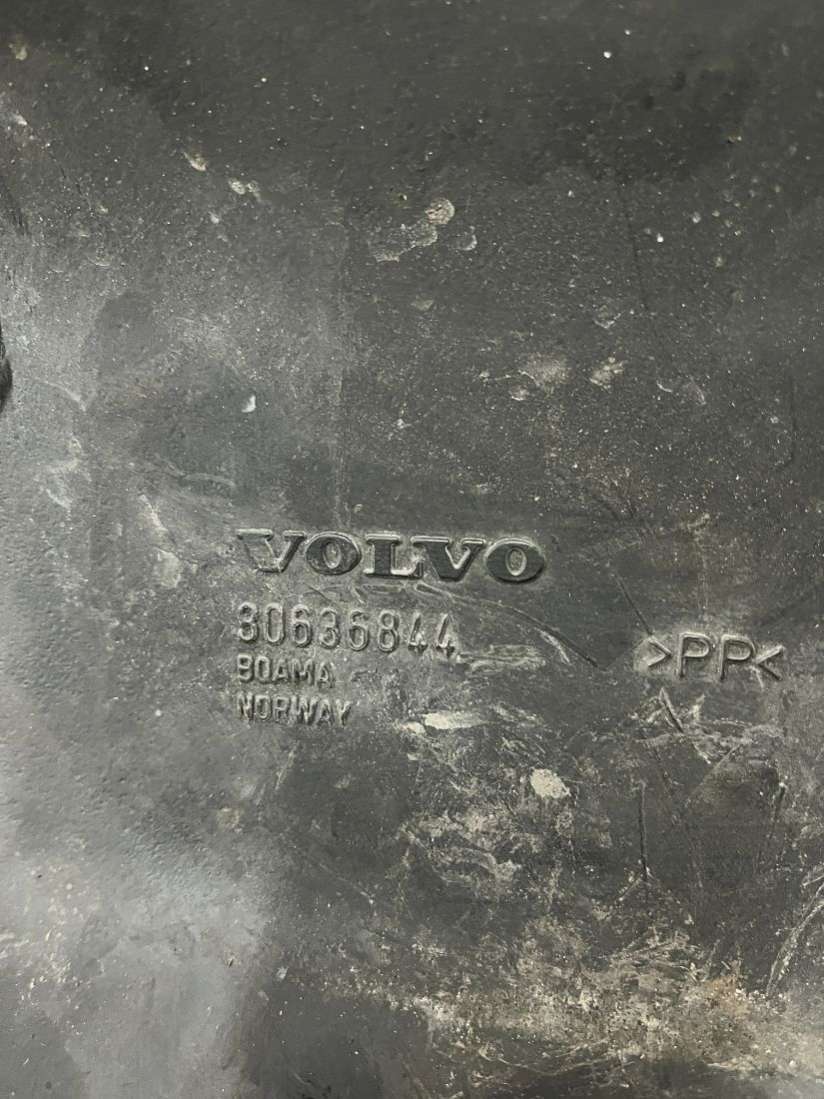 VOLVO
30636844
BOAMA
NORWAY
>PP<